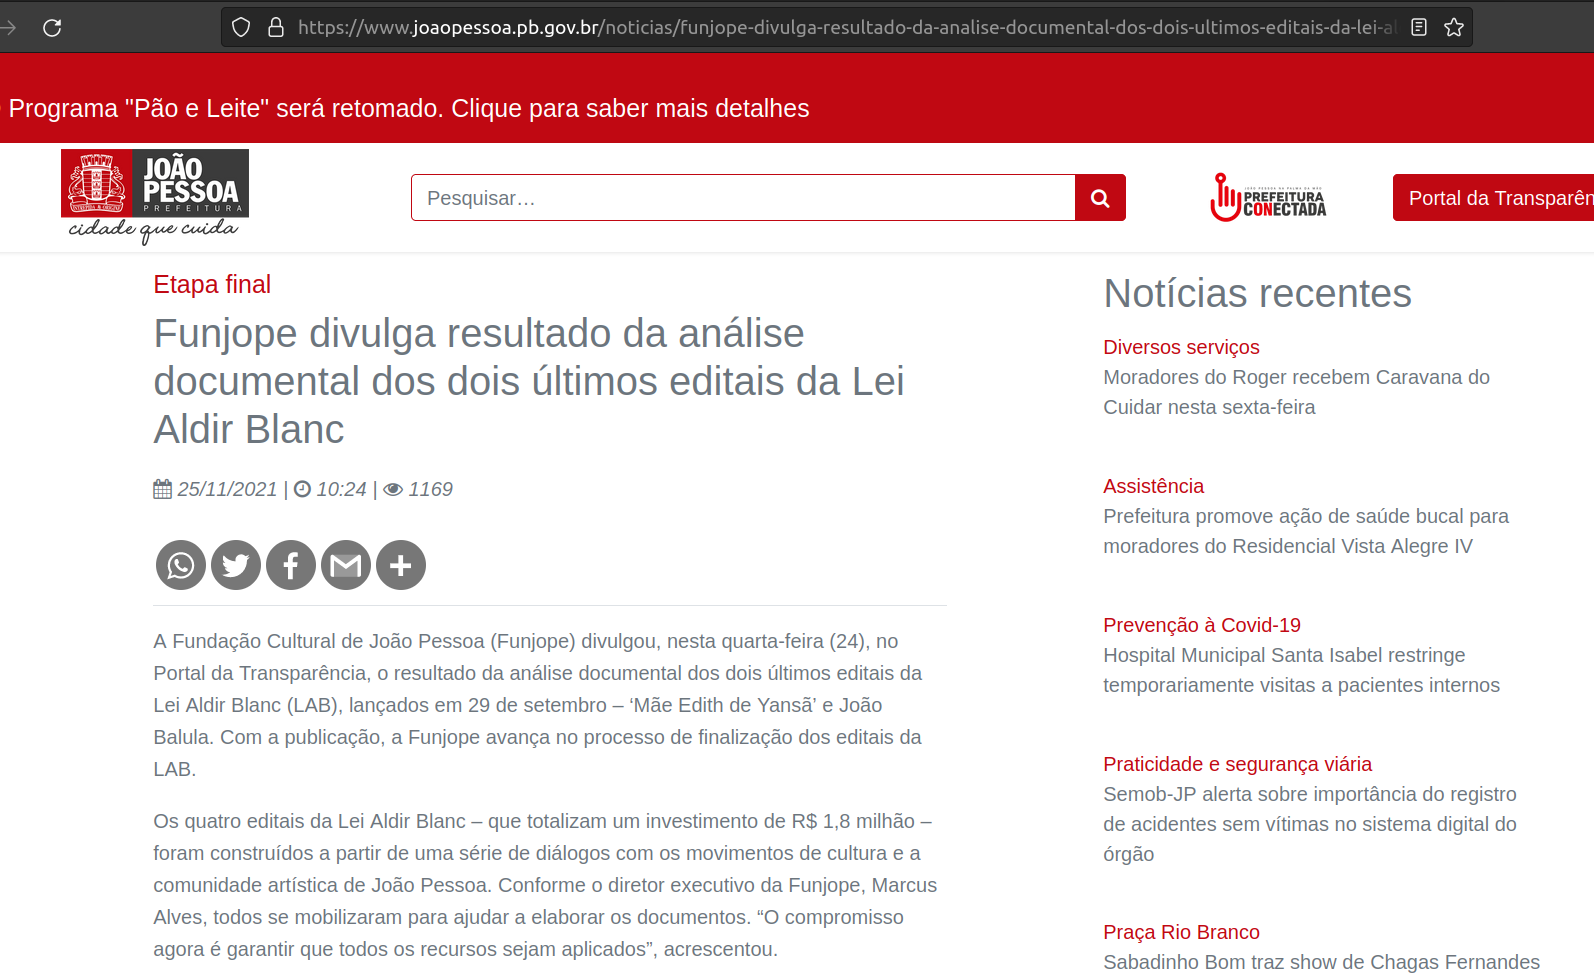 https://www.joaopessoa.pb.gov.br/noticias/funjope-divulga-resultado-da-analise-documental-dos-dois-ultimos-editais-da-lei-al
Programa "Pão e Leite" será retomado. Clique para saber mais detalhes
JOÃO
PESSOA
PREFEITURA
cidade que cuida
Pesquisar…
JOÃO PESSOA NA PALMA DA MÃO
PREFEITURA
CONECTADA
Portal da Transparên
Etapa final
Funjope divulga resultado da análise
documental dos dois últimos editais da Lei
Aldir Blanc
25/11/2021 | 10:24 | 1169
A Fundação Cultural de João Pessoa (Funjope) divulgou, nesta quarta-feira (24), no
Portal da Transparência, o resultado da análise documental dos dois últimos editais da
Lei Aldir Blanc (LAB), lançados em 29 de setembro – ‘Mãe Edith de Yansã’ e João
Balula. Com a publicação, a Funjope avança no processo de finalização dos editais da
LAB.
Os quatro editais da Lei Aldir Blanc – que totalizam um investimento de R$ 1,8 milhão –
foram construídos a partir de uma série de diálogos com os movimentos de cultura e a
comunidade artística de João Pessoa. Conforme o diretor executivo da Funjope, Marcus
Alves, todos se mobilizaram para ajudar a elaborar os documentos. “O compromisso
agora é garantir que todos os recursos sejam aplicados”, acrescentou.
Notícias recentes
Diversos serviços
Moradores do Roger recebem Caravana do
Cuidar nesta sexta-feira
Assistência
Prefeitura promove ação de saúde bucal para
moradores do Residencial Vista Alegre IV
Prevenção à Covid-19
Hospital Municipal Santa Isabel restringe
temporariamente visitas a pacientes internos
Praticidade e segurança viária
Semob-JP alerta sobre importância do registro
de acidentes sem vítimas no sistema digital do
órgão
Praça Rio Branco
Sabadinho Bom traz show de Chagas Fernandes